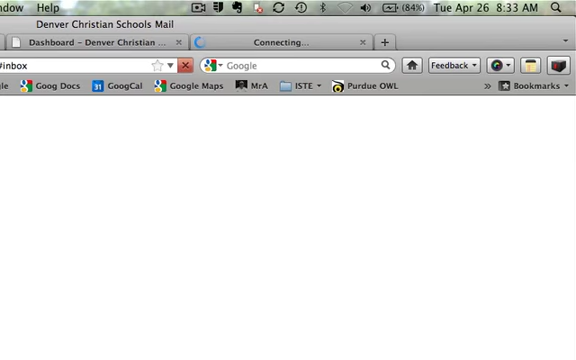 ndow Help (84%) Tue Apr 26 8:33 AM
Denver Christian Schools Mail
Dashboard – Denver Christian ... Connecting...
#inbox Google Feedback
gle Goog Docs 31 GoogCal Google Maps MrA ISTE Purdue OWL » Bookmarks